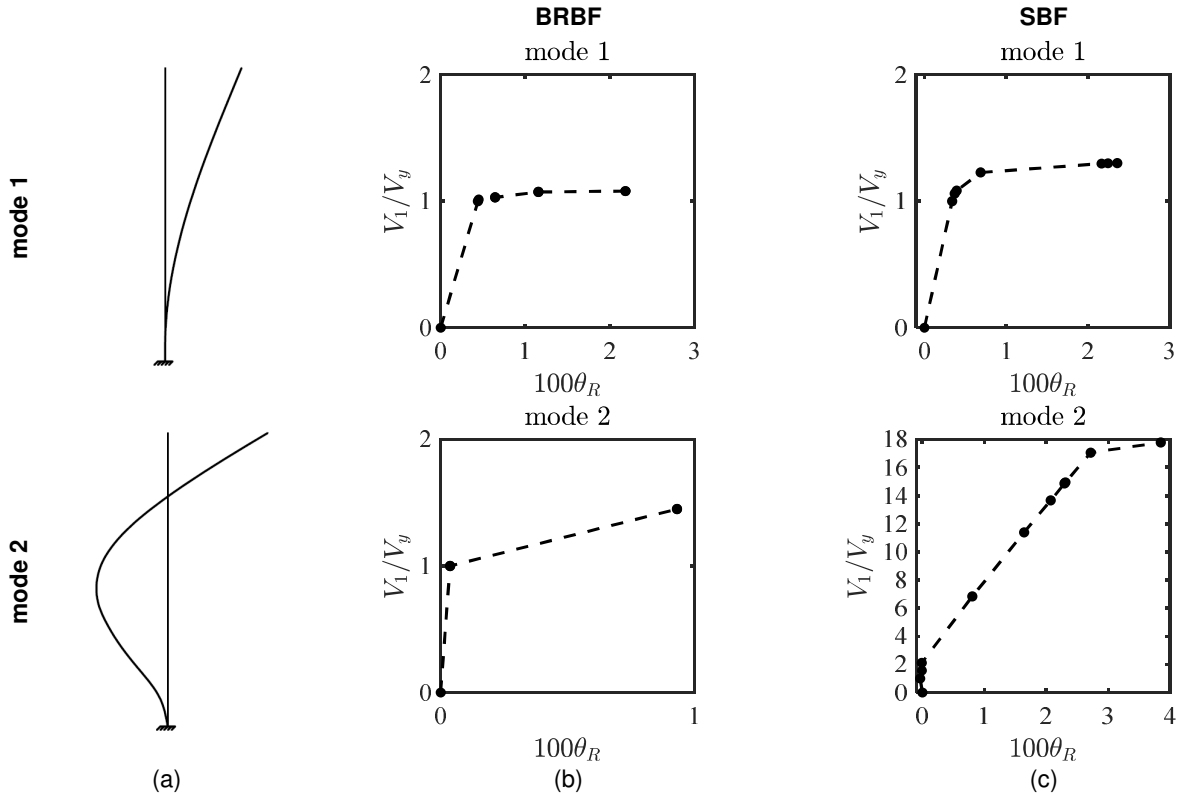 BRBF
SBF
mode 1
mode 1
mode 1
2
1
0
V1/Vy
0 1 2 3
100θR
2
1
0
V1/Vy
0 1 2 3
100θR
mode 2
mode 2
mode 2
2
1
0
V1/Vy
0 1
100θR
18
16
14
12
10
8
6
4
2
0
V1/Vy
0 1 2 3 4
100θR
(a)
(b)
(c)